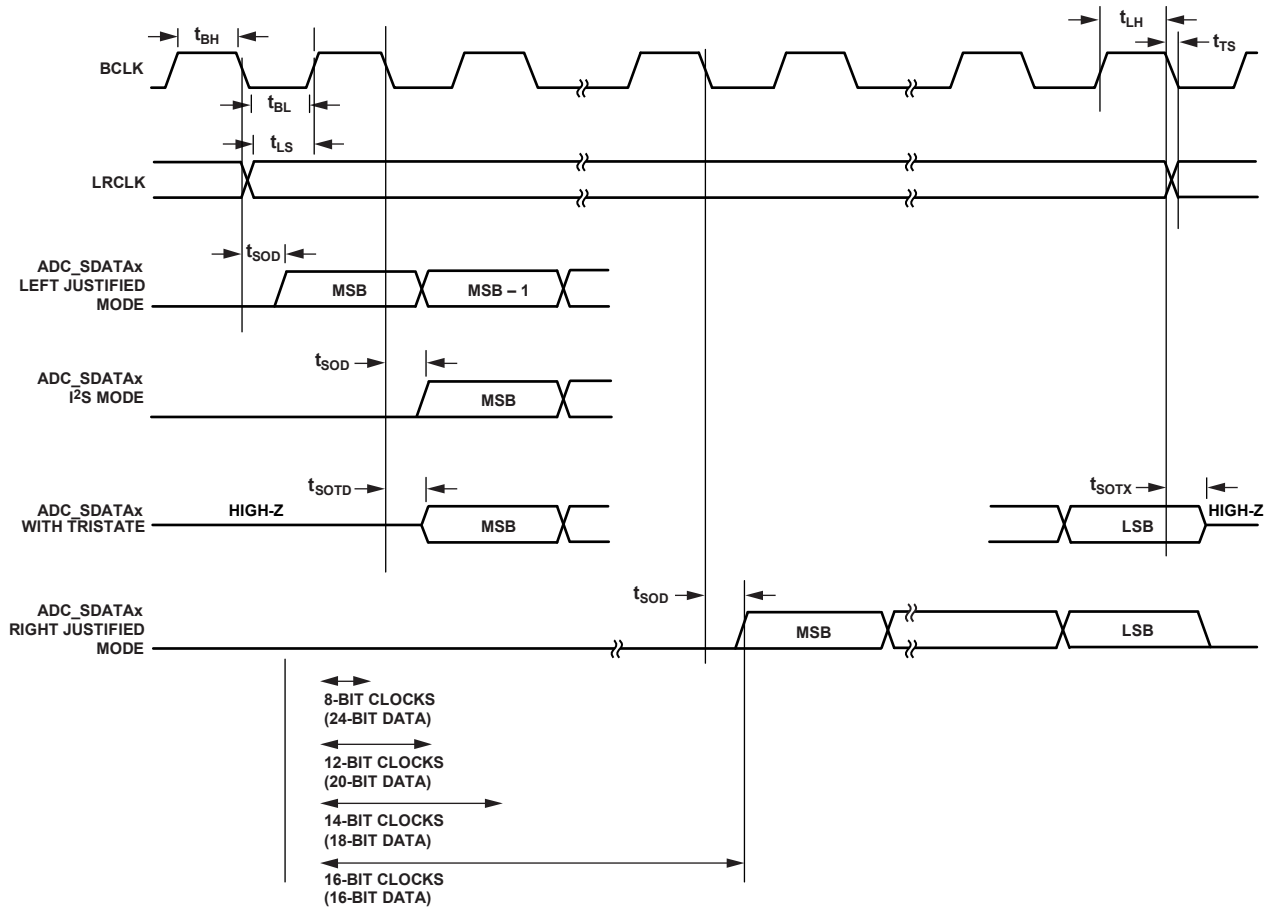 tBH
tLH
tTS
BCLK
tBL
tLS
LRCLK
tSOD
ADC_SDATAx
LEFT JUSTIFIED
MODE
MSB
MSB – 1
tSOD
ADC_SDATAx
I2S MODE
MSB
tSOTD
tSOTX
ADC_SDATAx
WITH TRISTATE
HIGH-Z
MSB
LSB
HIGH-Z
tSOD
ADC_SDATAx
RIGHT JUSTIFIED
MODE
MSB
LSB
8-BIT CLOCKS
(24-BIT DATA)
12-BIT CLOCKS
(20-BIT DATA)
14-BIT CLOCKS
(18-BIT DATA)
16-BIT CLOCKS
(16-BIT DATA)